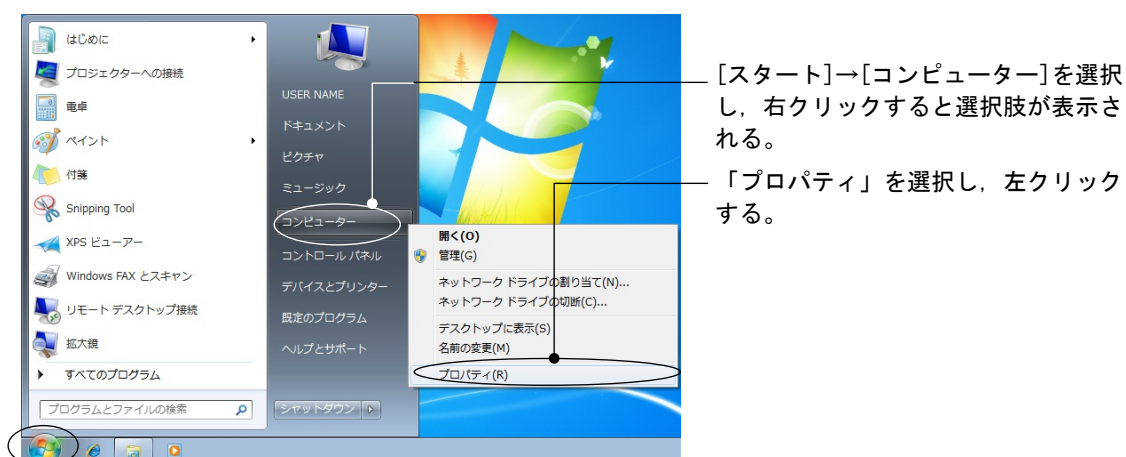 はじめに
プロジェクターへの接続
電卓
ペイント
付箋
Snipping Tool
XPS ビューアー
Windows FAX とスキャン
リモート デスクトップ接続
拡大鏡
すべてのプログラム
プログラムとファイルの検索
USER NAME
ドキュメント
ピクチャ
ミュージック
コンピューター
コントロール パネル
デバイスとプリンター
既定のプログラム
ヘルプとサポート
シャットダウン
開く(O)
管理(G)
ネットワーク ドライブの割り当て(N)...
ネットワーク ドライブの切断(C)...
デスクトップに表示(S)
名前の変更(M)
プロパティ(R)
[スタート]→[コンピューター]を選択
し，右クリックすると選択肢が表示さ
れる。
「プロパティ」を選択し，左クリック
する。